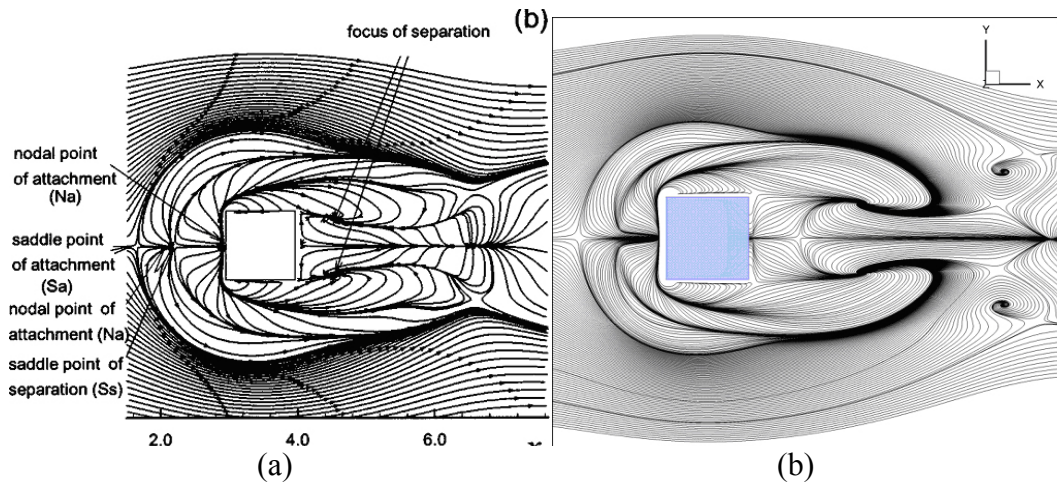 (b)
focus of separation
nodal point
of attachment
(Na)
saddle point
of attachment
(Sa)
nodal point of
attachment (Na)
saddle point of
separation (Ss)
2.0 4.0 6.0
Y
X
Z
(a) (b)